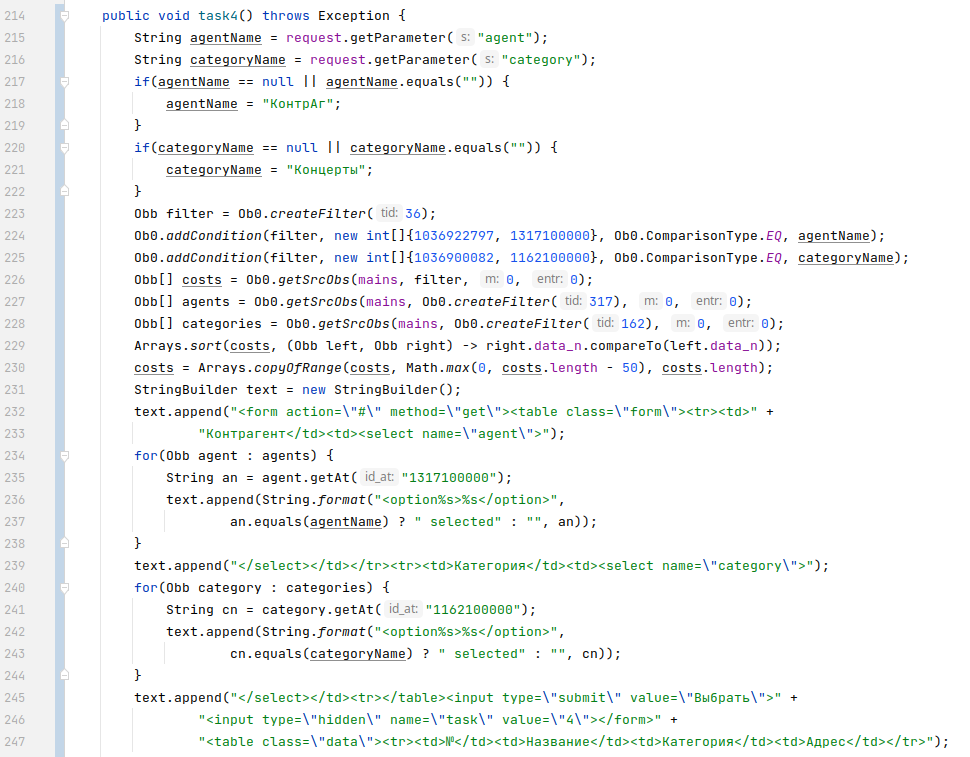 214 public void task4() throws Exception {
215 String agentName = request.getParameter( s: "agent");
216 String categoryName = request.getParameter( s: "category");
217 if(agentName == null || agentName.equals("")) {
218 agentName = "КонтрАг";
219 }
220 if(categoryName == null || categoryName.equals("")) {
221 categoryName = "Концерты";
222 }
223 Obb filter = Ob0.createFilter( tid: 36);
224 Ob0.addCondition(filter, new int[]{1036922797, 1317100000}, Ob0.ComparisonType.EQ, agentName);
225 Ob0.addCondition(filter, new int[]{1036900082, 1162100000}, Ob0.ComparisonType.EQ, categoryName);
226 Obb[] costs = Ob0.getSrcObs(mains, filter, m: 0, entr: 0);
227 Obb[] agents = Ob0.getSrcObs(mains, Ob0.createFilter( tid: 317), m: 0, entr: 0);
228 Obb[] categories = Ob0.getSrcObs(mains, Ob0.createFilter( tid: 162), m: 0, entr: 0);
229 Arrays.sort(costs, (Obb left, Obb right) -> right.data_n.compareTo(left.data_n));
230 costs = Arrays.copyOfRange(costs, Math.max(0, costs.length - 50), costs.length);
231 StringBuilder text = new StringBuilder();
232 text.append("<form action=\"#\" method=\"get\"><table class=\"form\"><tr><td>" +
233 "Контрагент</td><td><select name=\"agent\">");
234 for(Obb agent : agents) {
235 String an = agent.getAt( id_at: "1317100000");
236 text.append(String.format("<option%s>%s</option>",
237 an.equals(agentName) ? " selected" : "", an));
238 }
239 text.append("</select></td></tr><tr><td>Категория</td><td><select name=\"category\">");
240 for(Obb category : categories) {
241 String cn = category.getAt( id_at: "1162100000");
242 text.append(String.format("<option%s>%s</option>",
243 cn.equals(categoryName) ? " selected" : "", cn));
244 }
245 text.append("</select></td><tr></table><input type=\"submit\" value=\"Выбрать\">" +
246 "<input type=\"hidden\" name=\"task\" value=\"4\"></form>" +
247 "<table class=\"data\"><tr><td>№</td><td>Название</td><td>Категория</td><td>Адрес</td></tr>");